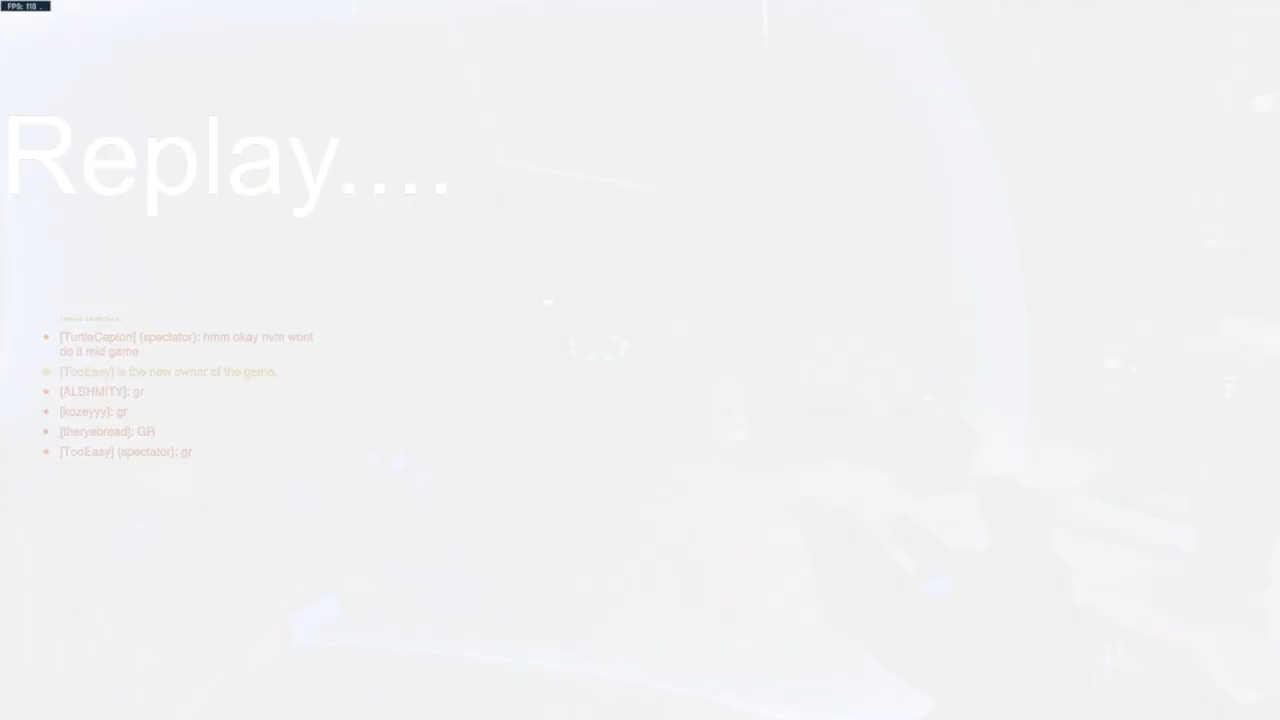 FPS: 118
Replay....
[TurtleCapton] (spectator): hmm okay nvm wont
do it mid game
[TooEasy] is the new owner of the game.
[ALSHMITY]: gr
[kozeyyy]: gr
[theryebread]: GR
[TooEasy] (spectator): gr